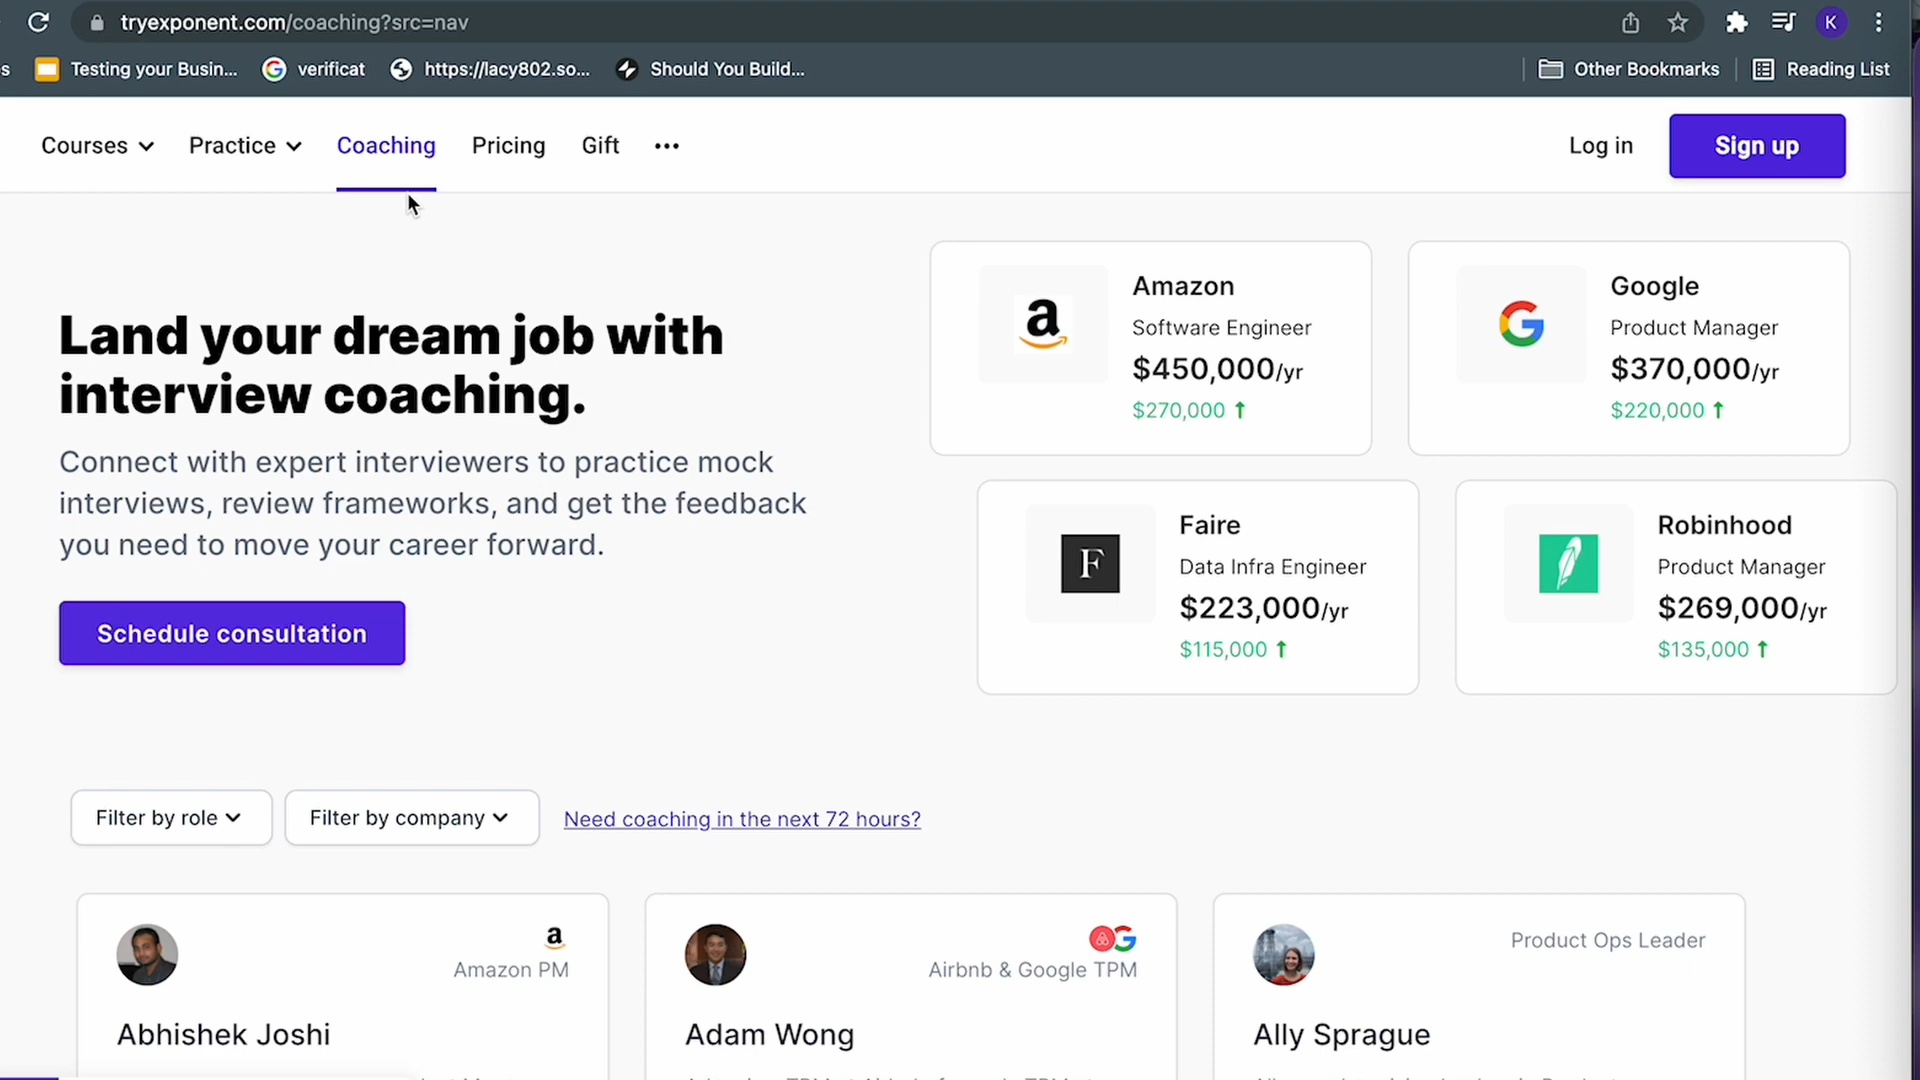 tryexponent.com/coaching?src=nav
K
Testing your Busin...
verificat
https://lacy802.so...
Should You Build...
Other Bookmarks
Reading List
Courses
Practice
Coaching
Pricing
Gift
Log in
Sign up
Land your dream job with
interview coaching.
Connect with expert interviewers to practice mock
interviews, review frameworks, and get the feedback
you need to move your career forward.
Schedule consultation
Amazon
Software Engineer
$450,000/yr
$270,000 ↑
Google
Product Manager
$370,000/yr
$220,000 ↑
F
Faire
Data Infra Engineer
$223,000/yr
$115,000 ↑
Robinhood
Product Manager
$269,000/yr
$135,000 ↑
Filter by role
Filter by company
Need coaching in the next 72 hours?
Amazon PM
Abhishek Joshi
Airbnb & Google TPM
Adam Wong
Product Ops Leader
Ally Sprague